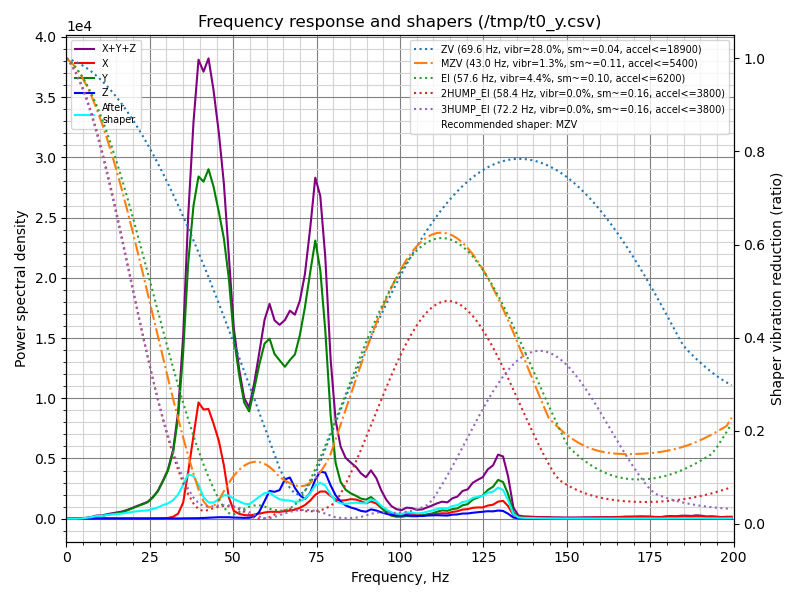 Frequency response and shapers (/tmp/t0_y.csv)
1e4
X+Y+Z
X
Y
Z
After
shaper
ZV (69.6 Hz, vibr=28.0%, sm~=0.04, accel<=18900)
MZV (43.0 Hz, vibr=1.3%, sm~=0.11, accel<=5400)
EI (57.6 Hz, vibr=4.4%, sm~=0.10, accel<=6200)
2HUMP_EI (58.4 Hz, vibr=0.0%, sm~=0.16, accel<=3800)
3HUMP_EI (72.2 Hz, vibr=0.0%, sm~=0.16, accel<=3800)
Recommended shaper: MZV
4.0
3.5
3.0
2.5
2.0
1.5
1.0
0.5
0.0
Power spectral density
1.0
0.8
0.6
0.4
0.2
0.0
Shaper vibration reduction (ratio)
0 25 50 75 100 125 150 175 200
Frequency, Hz